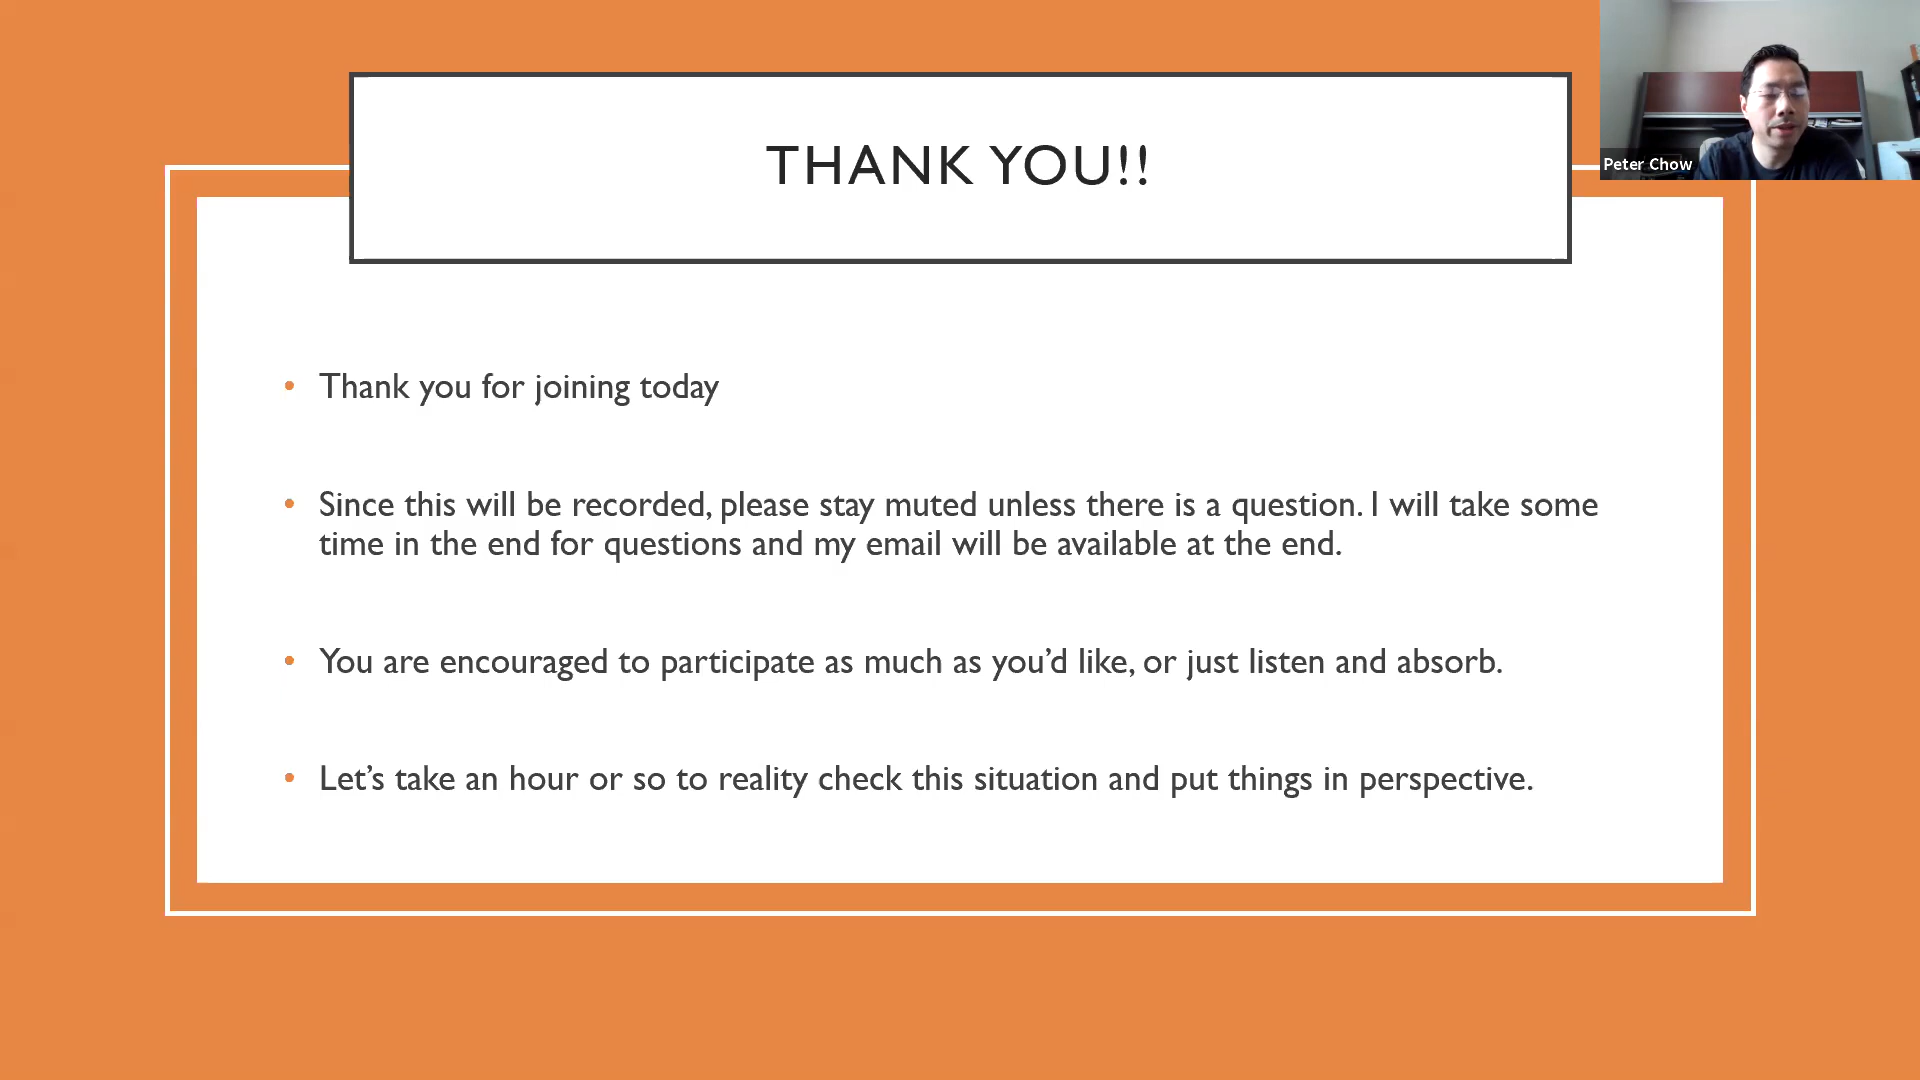 THANK YOU!!
Peter Chow
• Thank you for joining today
• Since this will be recorded, please stay muted unless there is a question. I will take some
time in the end for questions and my email will be available at the end.
• You are encouraged to participate as much as you’d like, or just listen and absorb.
• Let’s take an hour or so to reality check this situation and put things in perspective.